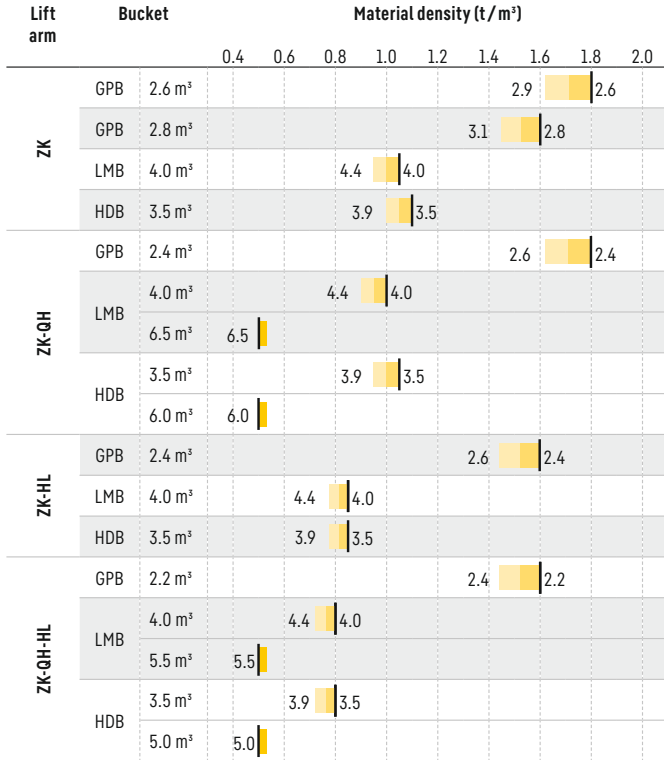 Lift arm Bucket Material density (t/m³)
0.4 0.6 0.8 1.0 1.2 1.4 1.6 1.8 2.0
ZK
GPB 2.6 m³ 2.9 2.6
GPB 2.8 m³ 3.1 2.8
LMB 4.0 m³ 4.4 4.0
HDB 3.5 m³ 3.9 3.5
ZK-QH
GPB 2.4 m³ 2.6 2.4
LMB
4.0 m³ 4.4 4.0
6.5 m³ 6.5
HDB
3.5 m³ 3.9 3.5
6.0 m³ 6.0
ZK-HL
GPB 2.4 m³ 2.6 2.4
LMB 4.0 m³ 4.4 4.0
HDB 3.5 m³ 3.9 3.5
ZK-QH-HL
GPB 2.2 m³ 2.4 2.2
LMB
4.0 m³ 4.4 4.0
5.5 m³ 5.5
HDB
3.5 m³ 3.9 3.5
5.0 m³ 5.0